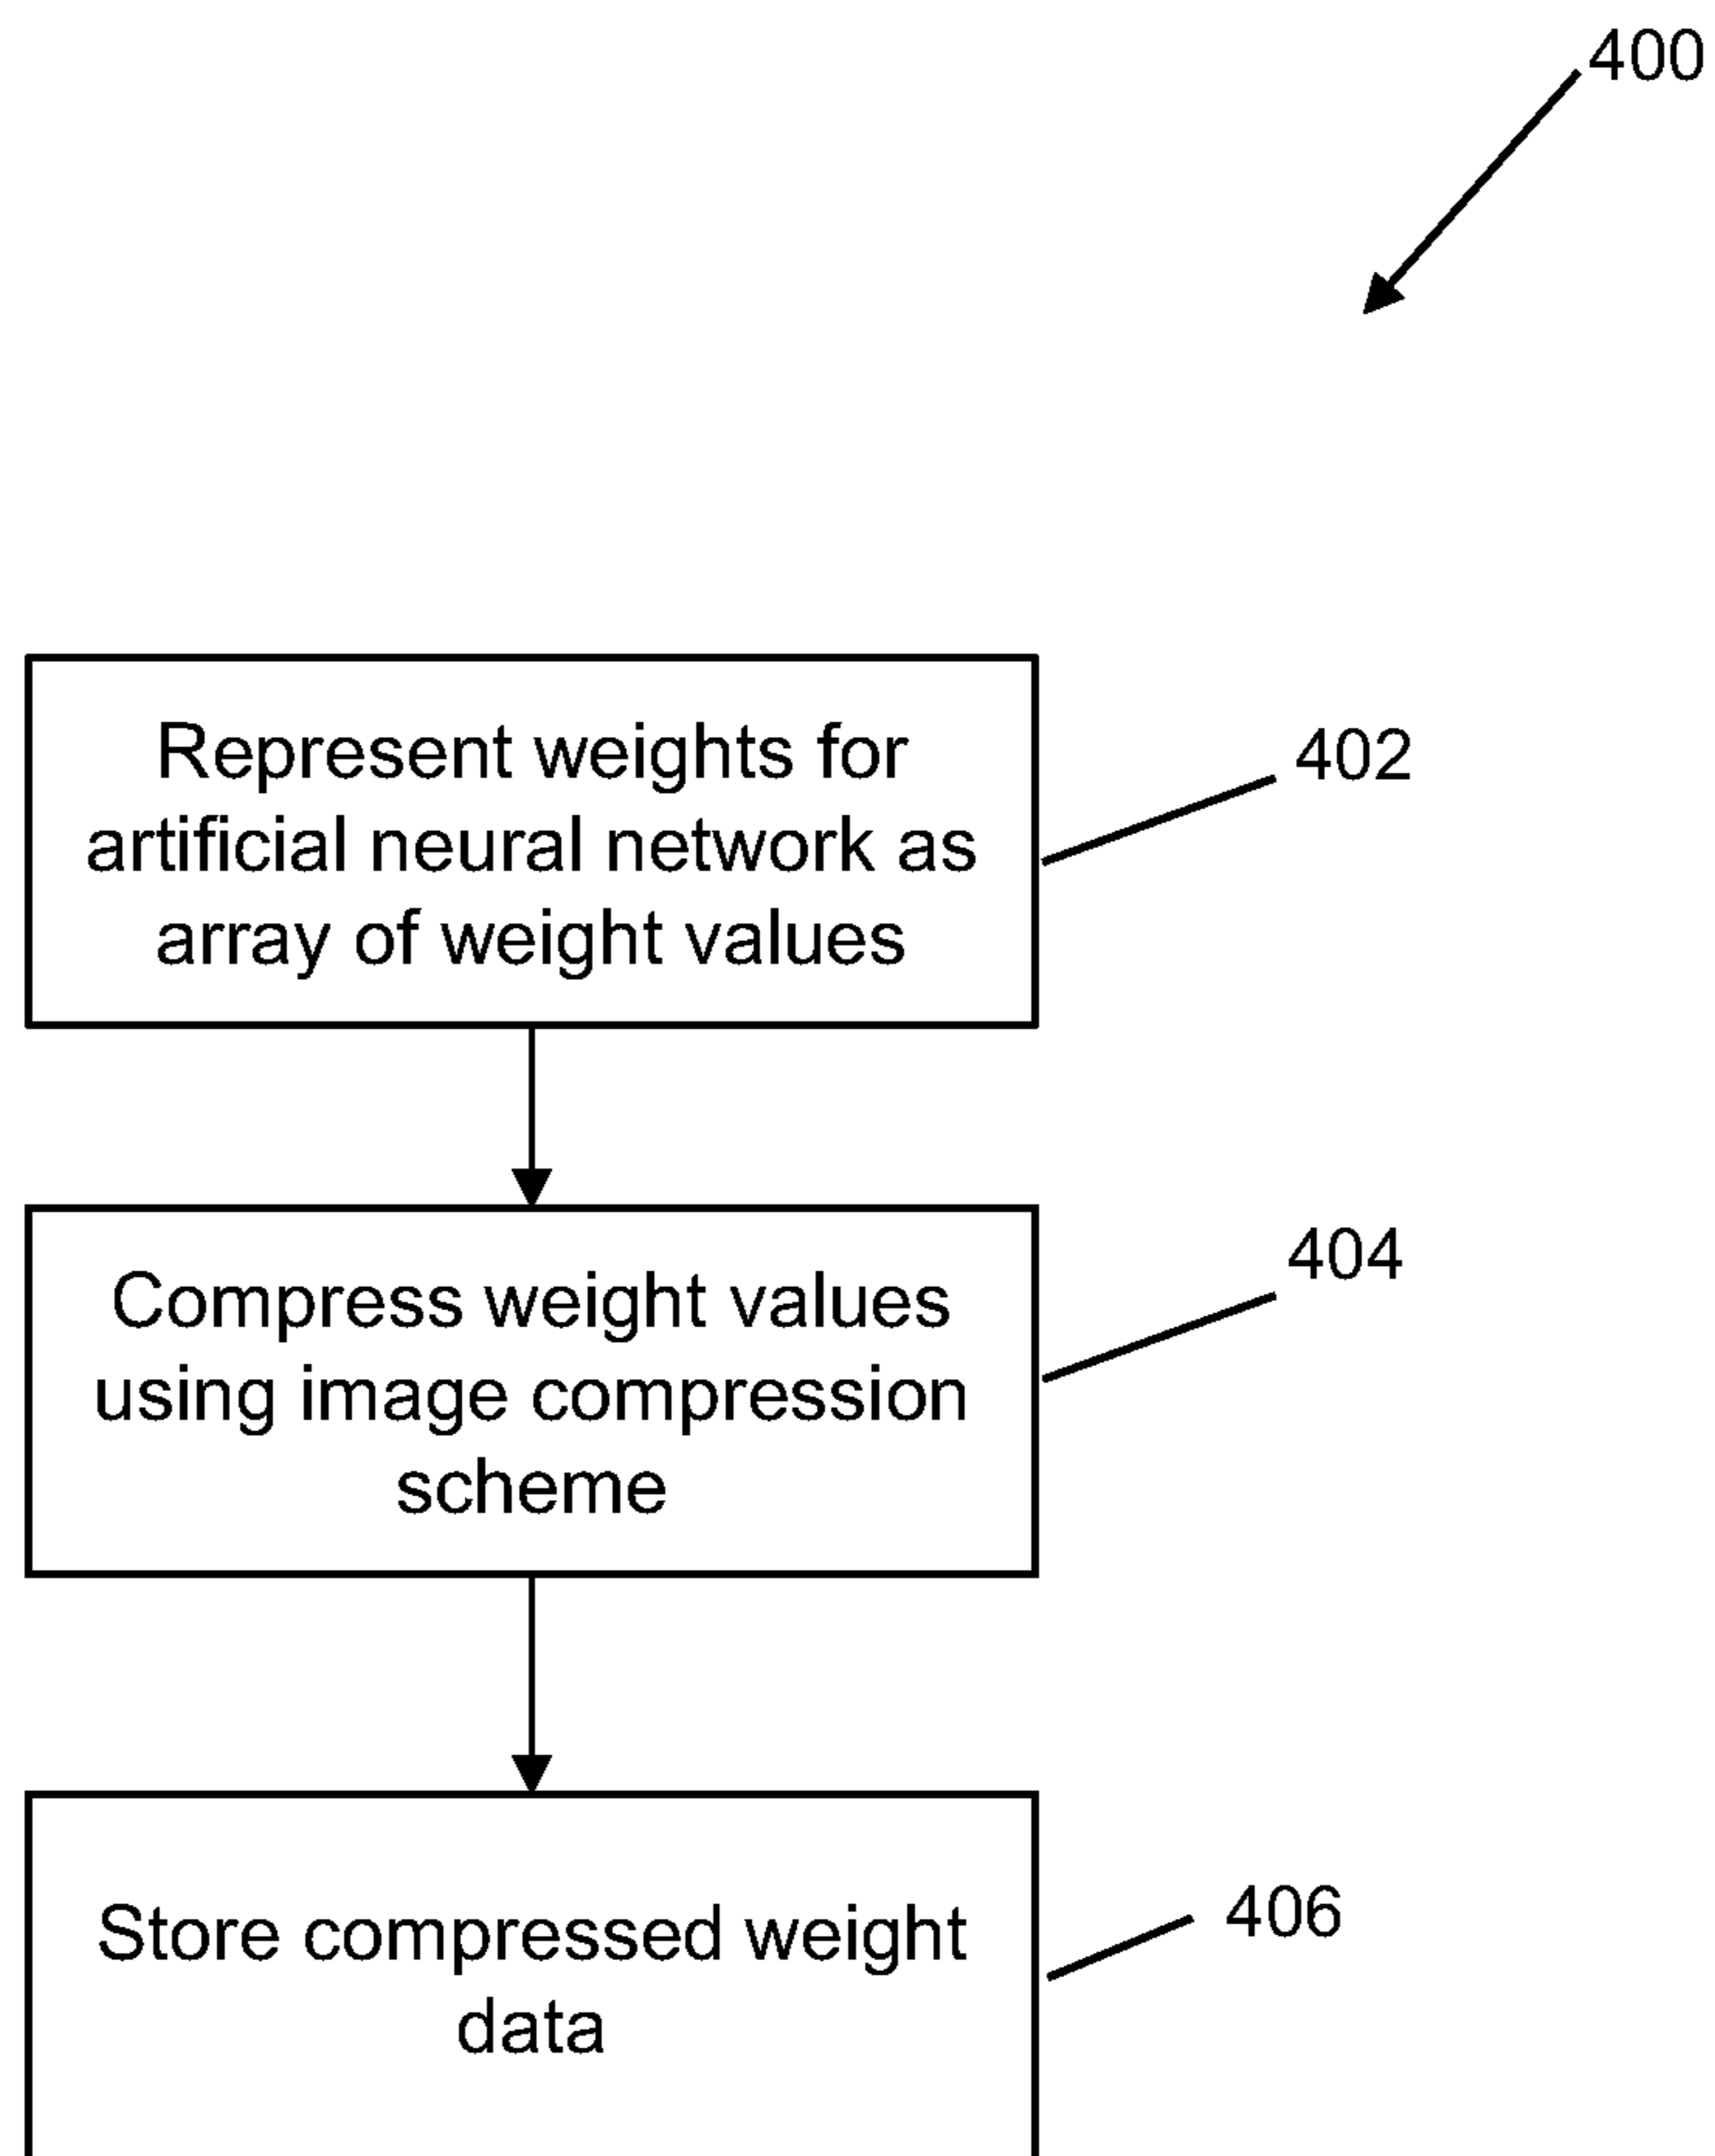 400
Represent weights for
artificial neural network as
array of weight values
402
Compress weight values
using image compression
scheme
404
Store compressed weight
data
406